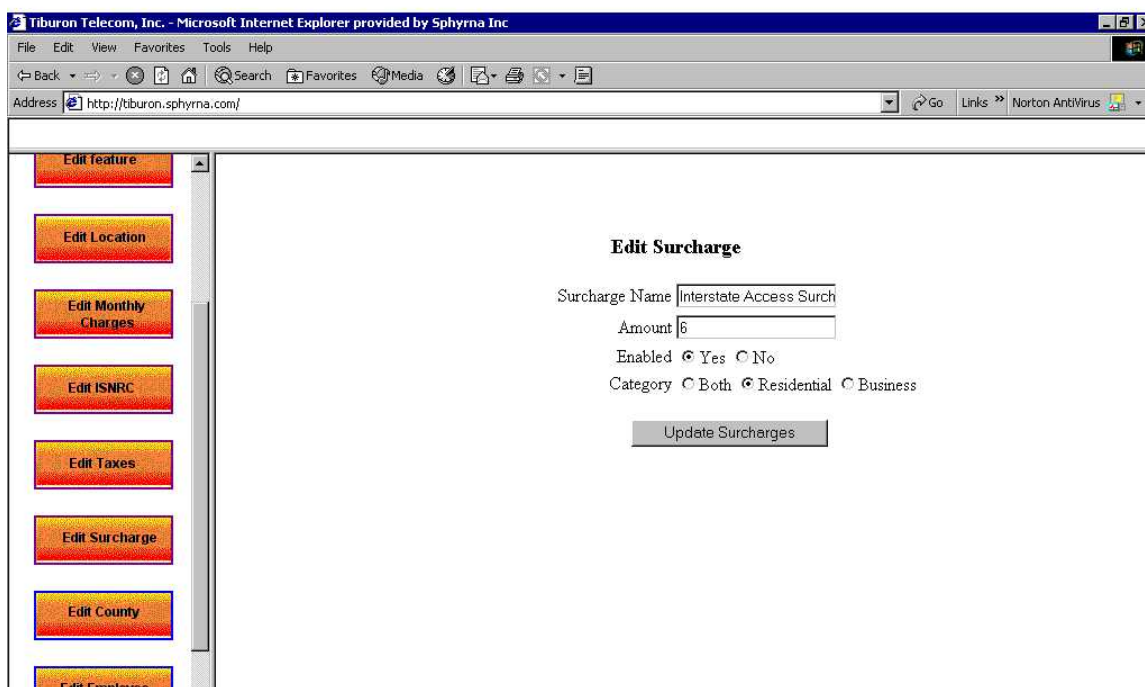 Tiburon Telecom, Inc. - Microsoft Internet Explorer provided by Sphyrna Inc
File Edit View Favorites Tools Help
Back Search Favorites Media
Address http://tiburon.sphyrna.com/ Go Links » Norton AntiVirus
Edit feature
Edit Location
Edit Monthly
Charges
Edit ISNRC
Edit Taxes
Edit Surcharge
Edit County
Edit Employee
Edit Surcharge
Surcharge Name Interstate Access Surch
Amount 6
Enabled Yes No
Category Both Residential Business
Update Surcharges